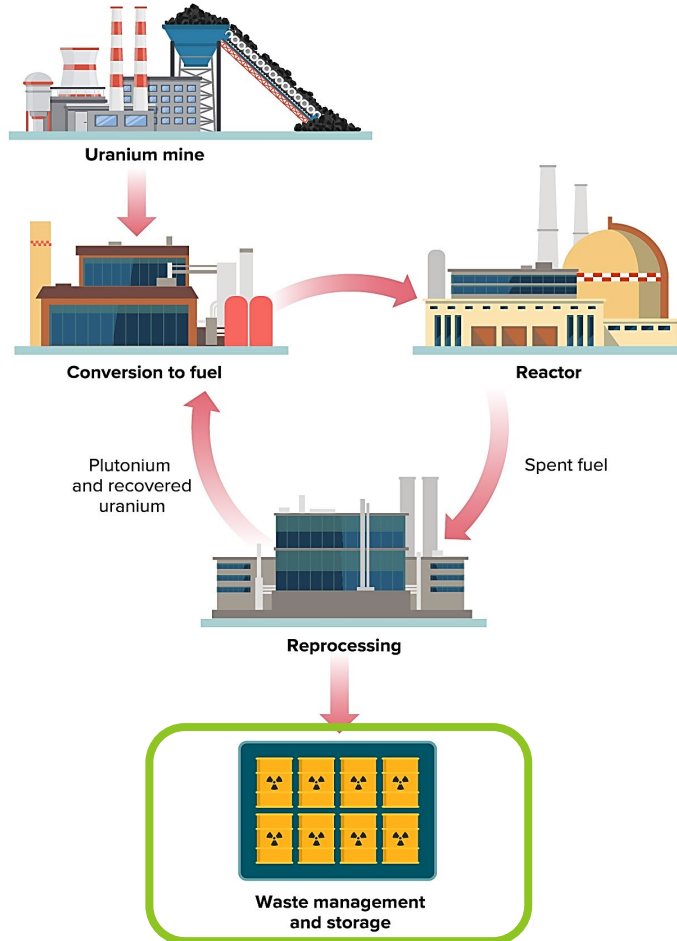 Uranium mine
Conversion to fuel
Reactor
Plutonium
and recovered
uranium
Spent fuel
Reprocessing
Waste management
and storage